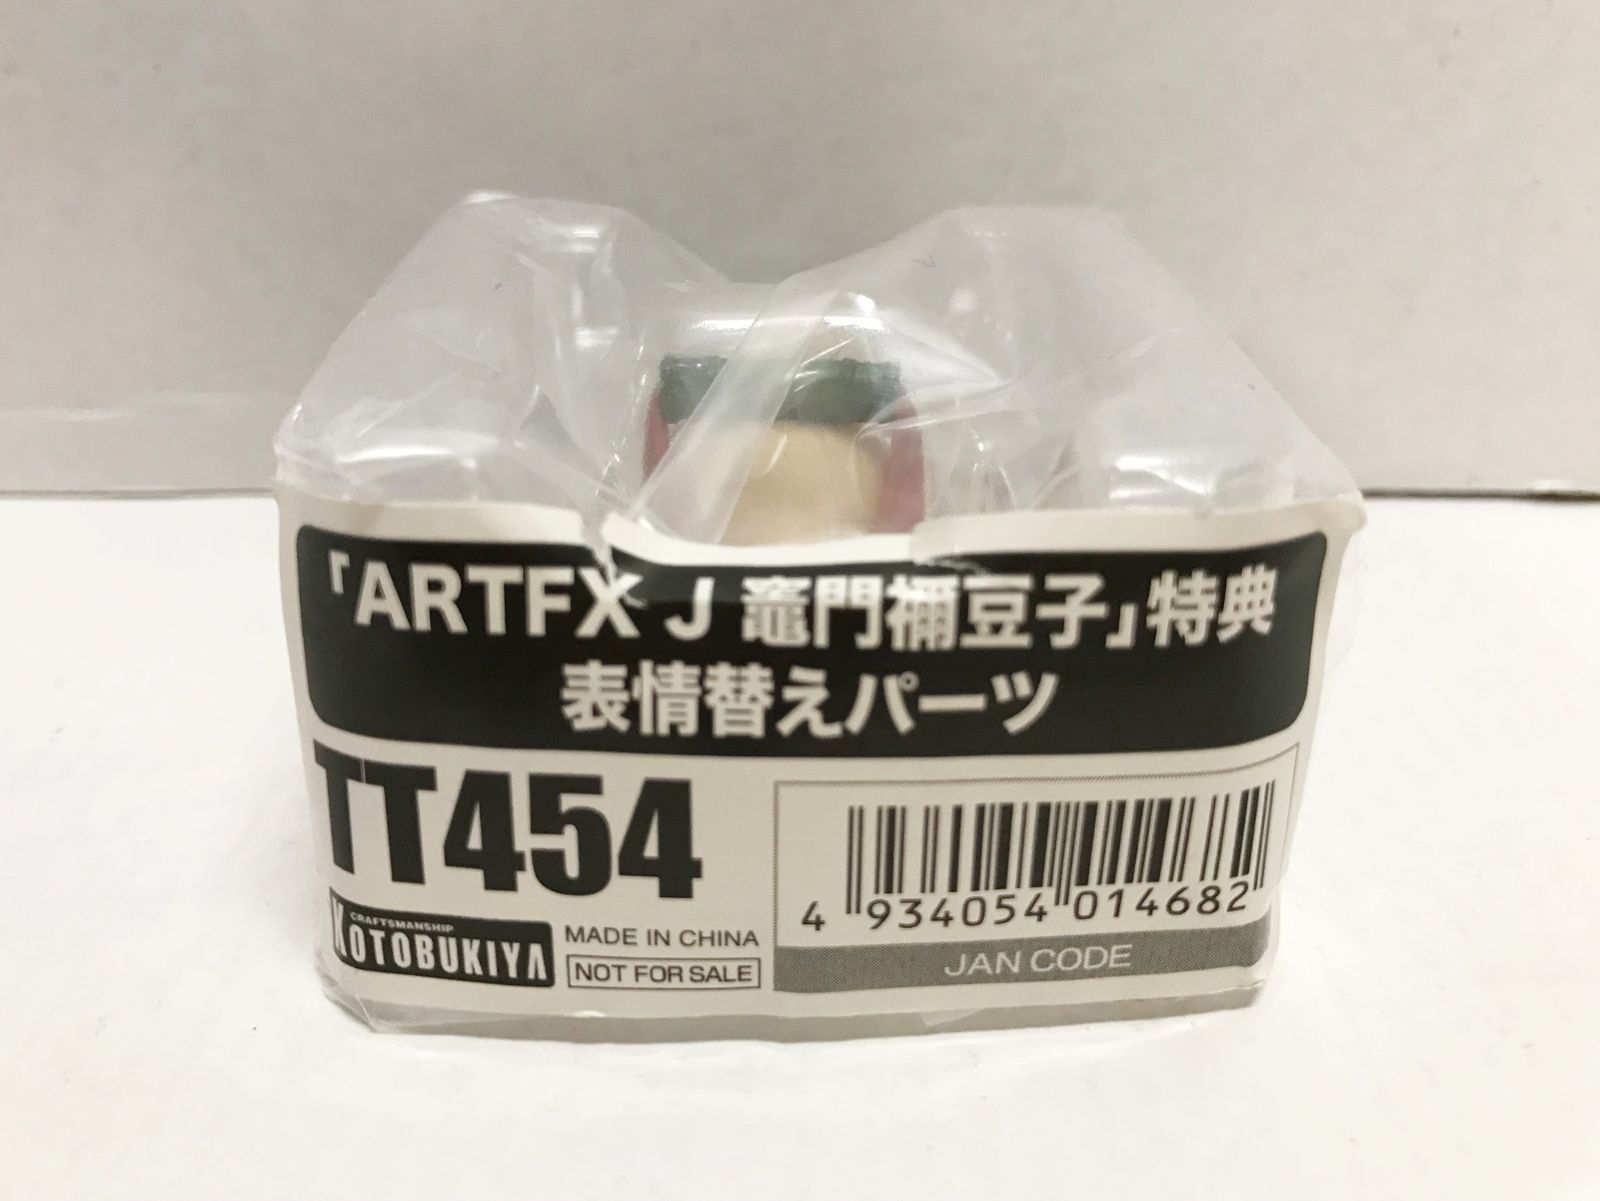 「ARTFX J 竈門禰豆子」特典
表情替えパーツ
TT454
CRAFTSMANSHIP
KOTOBUKIYA
MADE IN CHINA
NOT FOR SALE
4 934054 014682
JAN CODE